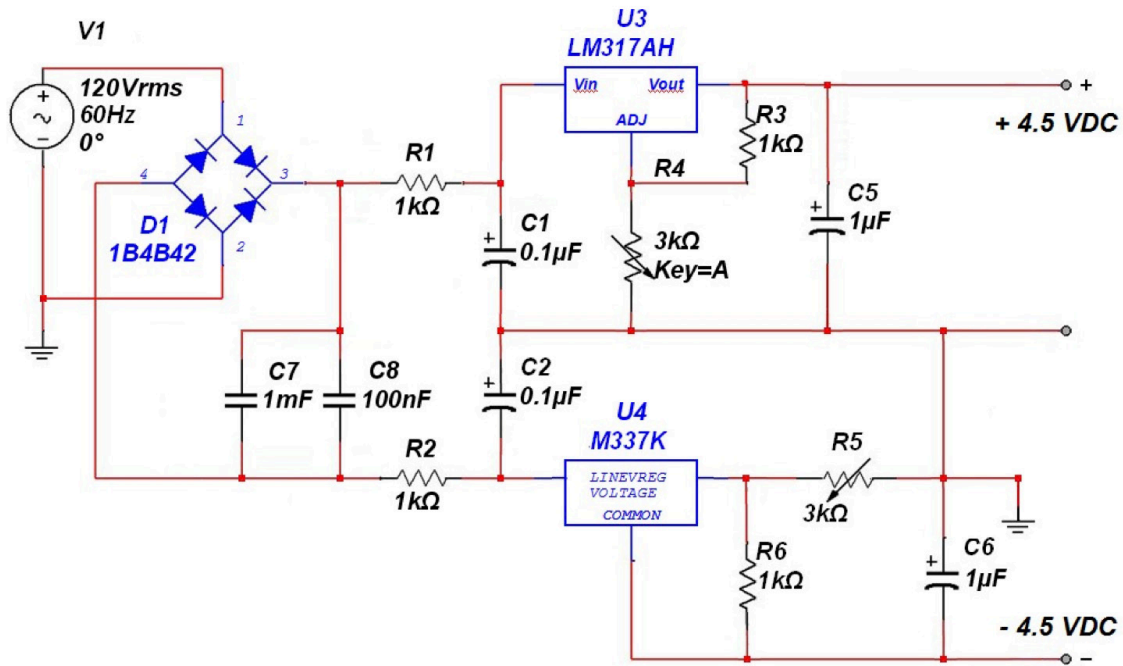 V1
120Vrms
60Hz
0°
+
~
−
1
4
3
2
D1
1B4B42
R1
1kΩ
U3
LM317AH
Vin
Vout
ADJ
R3
1kΩ
R4
3kΩ
Key=A
+
C1
0.1µF
+
C5
1µF
+
+ 4.5 VDC
C7
1mF
C8
100nF
+
C2
0.1µF
R2
1kΩ
U4
M337K
LINEVREG
VOLTAGE
COMMON
R5
3kΩ
R6
1kΩ
+
C6
1µF
- 4.5 VDC
−